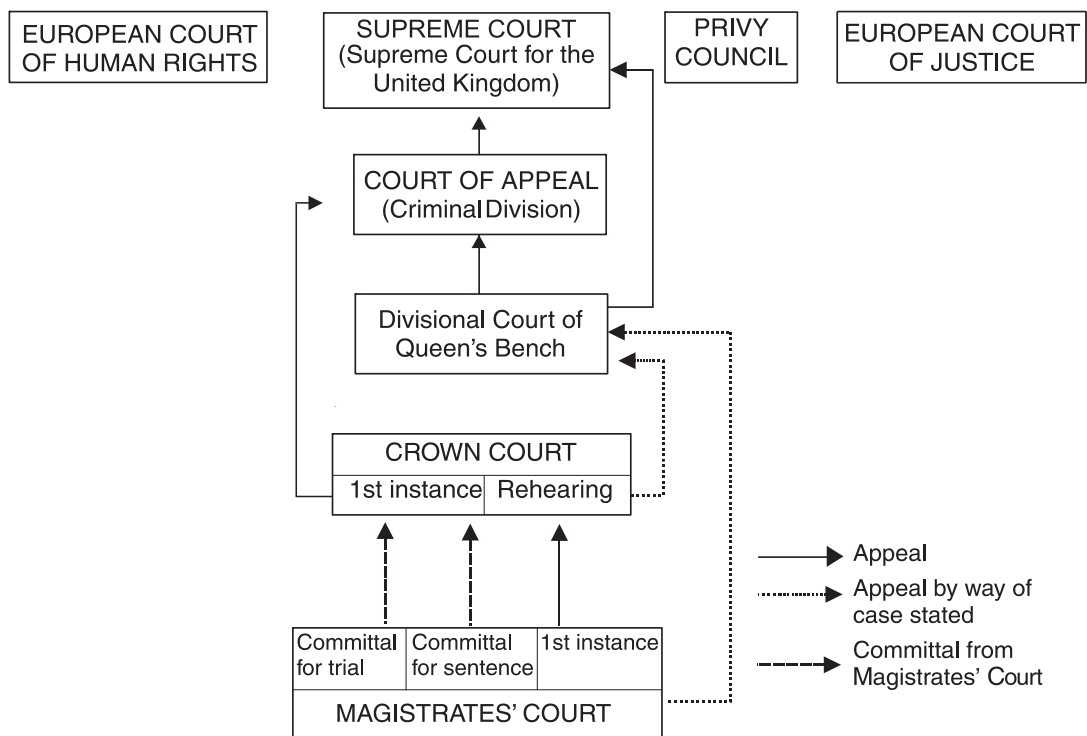 EUROPEAN COURT
OF HUMAN RIGHTS
SUPREME COURT
(Supreme Court for the
United Kingdom)
PRIVY
COUNCIL
EUROPEAN COURT
OF JUSTICE
COURT OF APPEAL
(Criminal Division)
Divisional Court of
Queen's Bench
CROWN COURT
1st instance
Rehearing
Committal
for trial
Committal
for sentence
1st instance
MAGISTRATES' COURT
Appeal
Appeal by way of
case stated
Committal from
Magistrates' Court